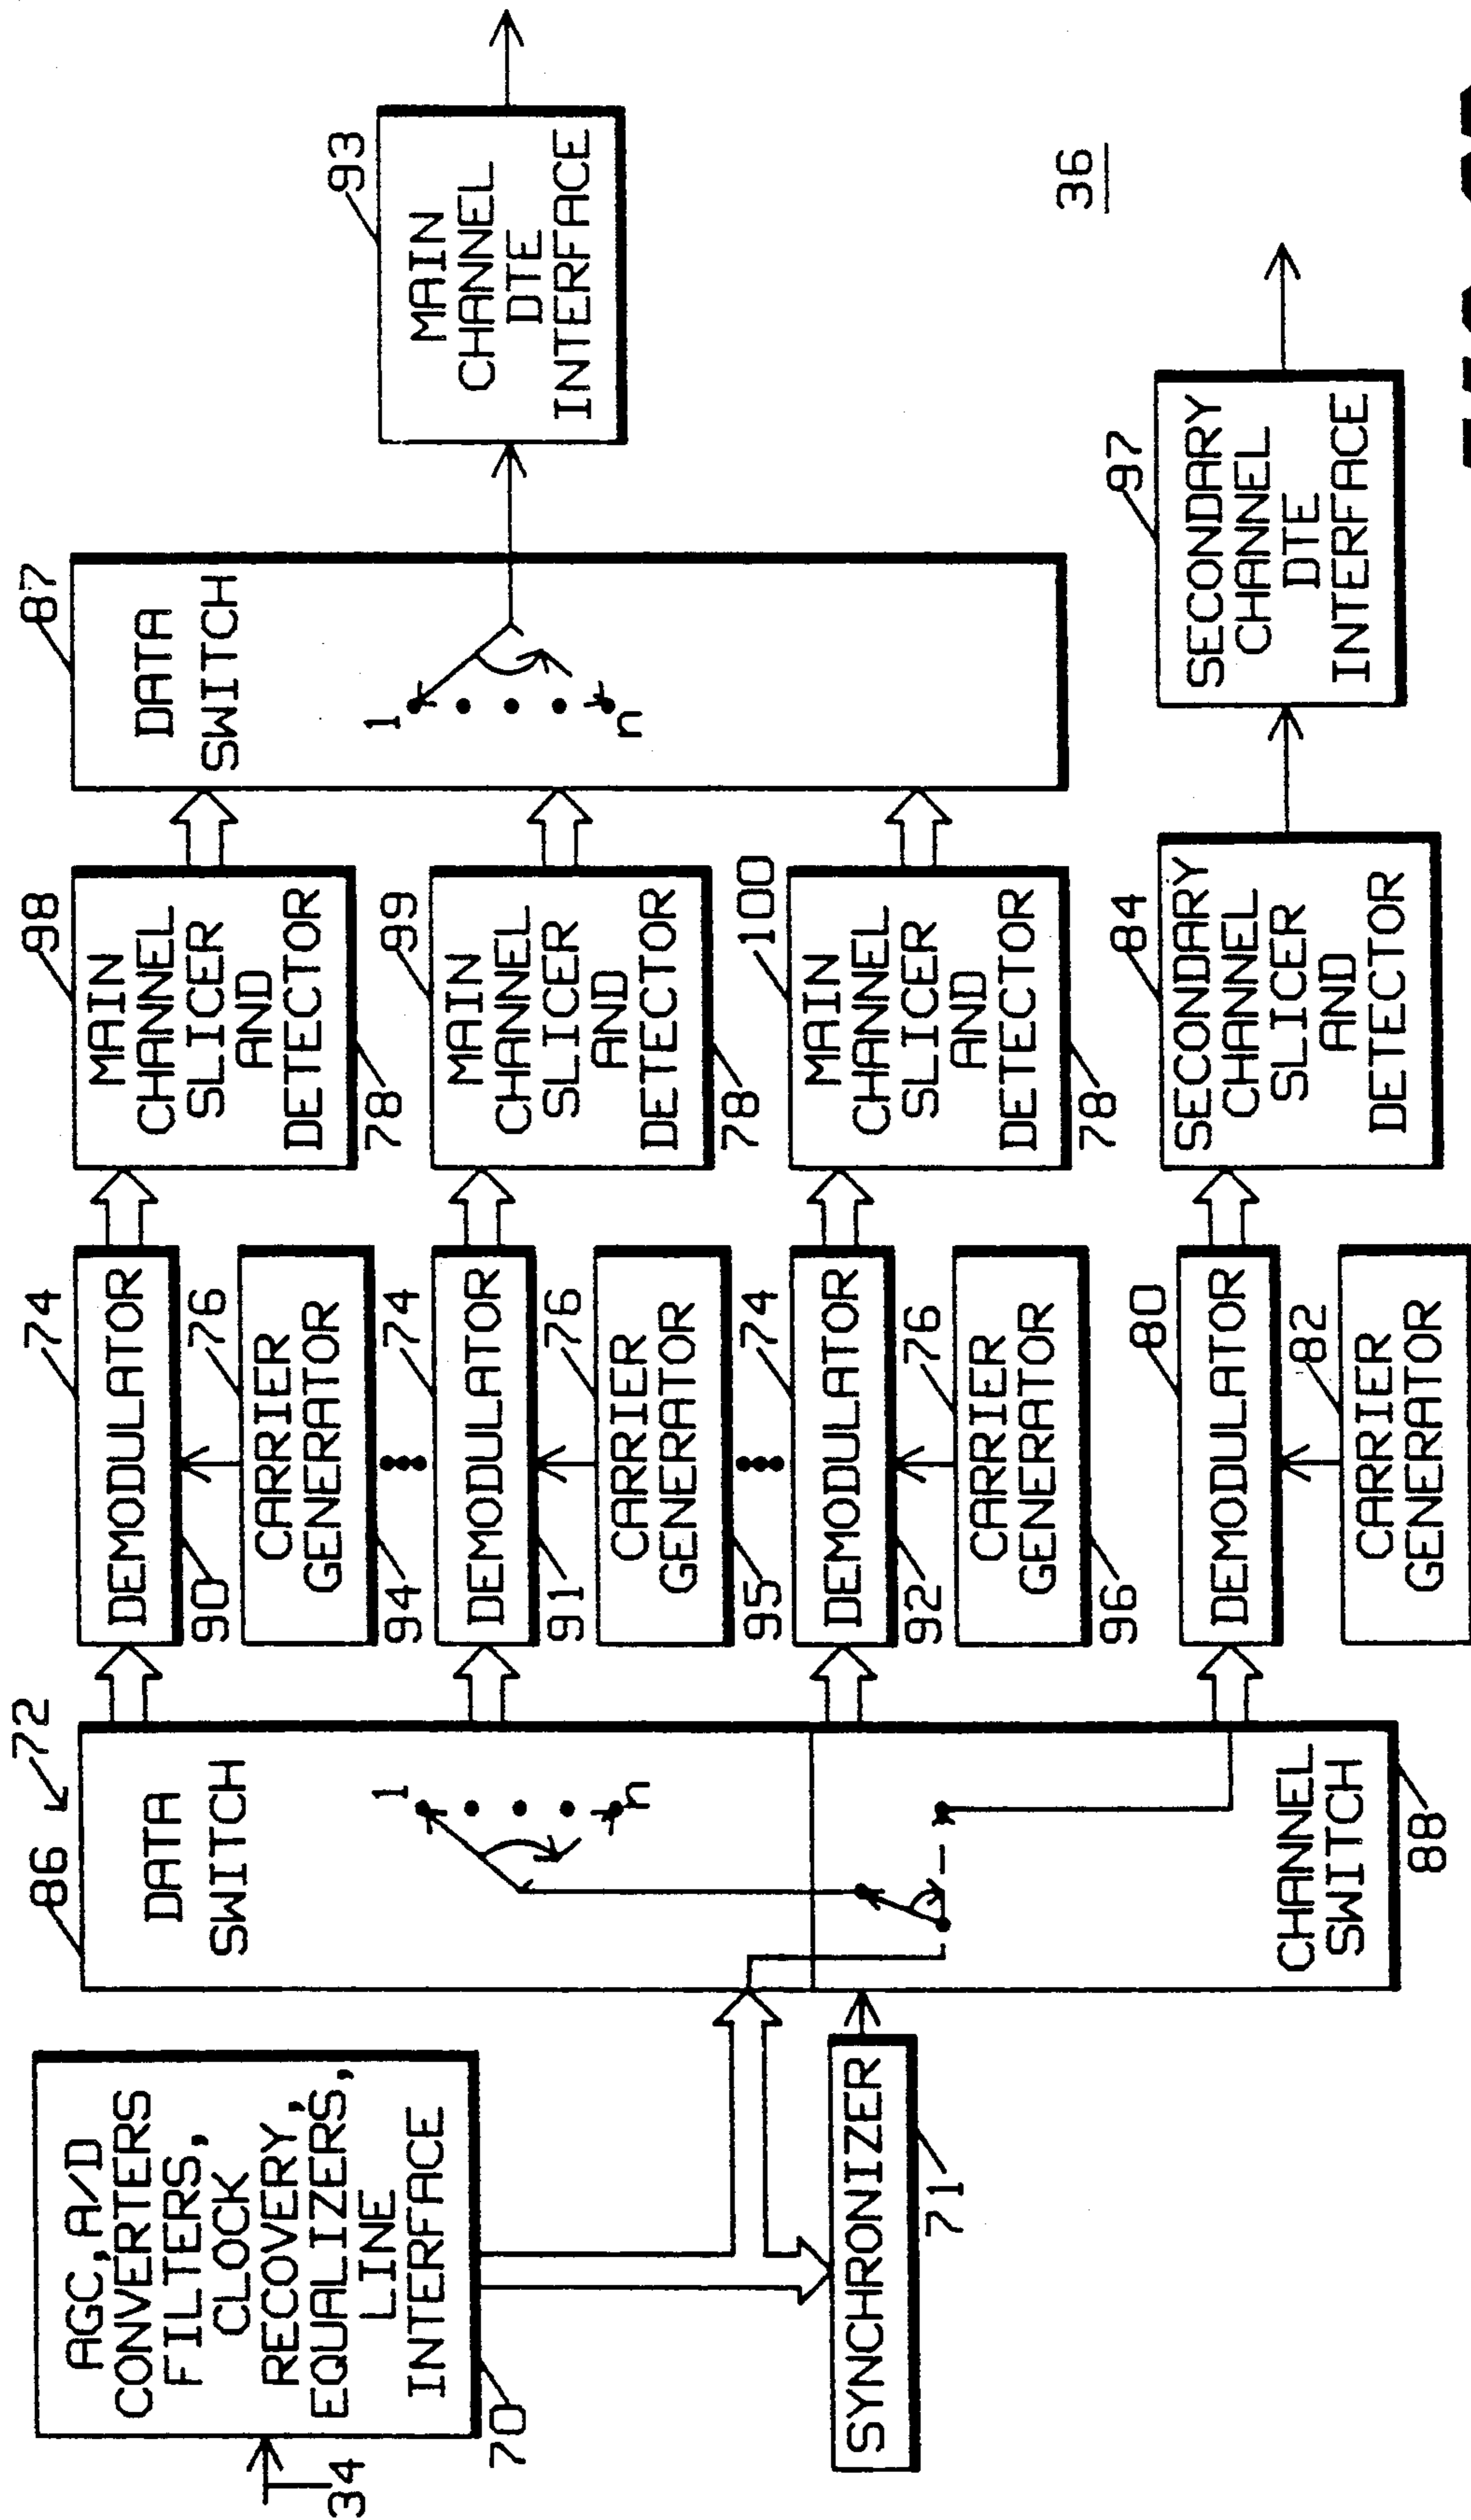 34
AGC, A/D
CONVERTERS
FILTERS,
CLOCK
RECOVERY,
EQUALIZERS,
LINE
INTERFACE
70
SYNCHRONIZER
71
86
72
DATA
SWITCH
1
n
CHANNEL
SWITCH
88
74
DEMODULATOR
90
76
CARRIER
GENERATOR
94
74
DEMODULATOR
91
76
CARRIER
GENERATOR
95
74
DEMODULATOR
92
76
CARRIER
GENERATOR
96
80
DEMODULATOR
82
CARRIER
GENERATOR
98
MAIN
CHANNEL
SLICER
AND
DETECTOR
78
99
MAIN
CHANNEL
SLICER
AND
DETECTOR
78
100
MAIN
CHANNEL
SLICER
AND
DETECTOR
78
84
SECONDARY
CHANNEL
SLICER
AND
DETECTOR
87
DATA
SWITCH
1
n
93
MAIN
CHANNEL
DTE
INTERFACE
97
SECONDARY
CHANNEL
DTE
INTERFACE
36